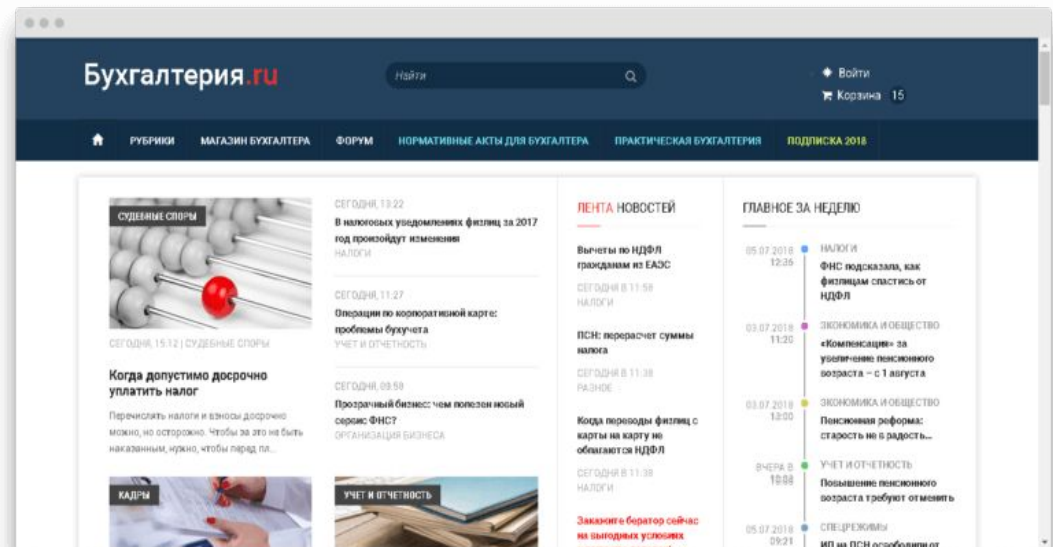 Бухгалтерия.ru
Найти
Войти
Корзина 15
РУБРИКИ
МАГАЗИН БУХГАЛТЕРА
ФОРУМ
НОРМАТИВНЫЕ АКТЫ ДЛЯ БУХГАЛТЕРА
ПРАКТИЧЕСКАЯ БУХГАЛТЕРИЯ
ПОДПИСКА 2018
СУДЕБНЫЕ СПОРЫ
СЕГОДНЯ, 15:12 | СУДЕБНЫЕ СПОРЫ
Когда допустимо досрочно
уплатить налог
Перечислять налоги и взносы досрочно
можно, но осторожно. Чтобы за это не быть
наказанным, нужно, чтобы перед пл...
КАДРЫ
СЕГОДНЯ, 13:22
В налоговых уведомлениях физлиц за 2017
год произойдут изменения
НАЛОГИ
СЕГОДНЯ, 11:27
Операции по корпоративной карте:
проблемы бухучета
УЧЕТ И ОТЧЕТНОСТЬ
СЕГОДНЯ, 09:58
Прозрачный бизнес: чем полезен новый
сервис ФНС?
ОРГАНИЗАЦИЯ БИЗНЕСА
УЧЕТ И ОТЧЕТНОСТЬ
ЛЕНТА НОВОСТЕЙ
Вычеты по НДФЛ
гражданам из ЕАЭС
СЕГОДНЯ В 11:58
НАЛОГИ
ПСН: перерасчет суммы
налога
СЕГОДНЯ В 11:38
РАЗНОЕ
Когда переводы физлиц с
карты на карту не
облагаются НДФЛ
СЕГОДНЯ В 11:38
НАЛОГИ
Закажите бератор сейчас
на выгодных условиях
ГЛАВНОЕ ЗА НЕДЕЛЮ
05.07.2018
12:36
НАЛОГИ
ФНС подсказала, как
физлицам спастись от
НДФЛ
03.07.2018
11:20
ЭКОНОМИКА И ОБЩЕСТВО
«Компенсация» за
увеличение пенсионного
возраста – с 1 августа
03.07.2018
13:00
ЭКОНОМИКА И ОБЩЕСТВО
Пенсионная реформа:
старость не в радость...
ВЧЕРА В
10:08
УЧЕТ И ОТЧЕТНОСТЬ
Повышение пенсионного
возраста требуют отменить
05.07.2018
09:21
СПЕЦРЕЖИМЫ
ИП на ПСН освободили от